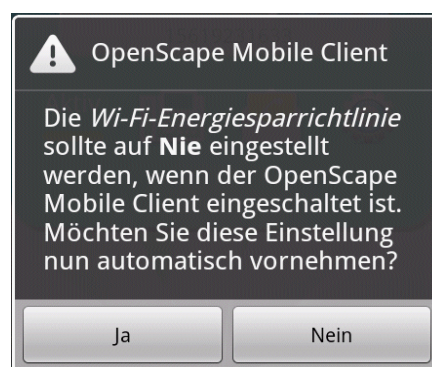 OpenScape Mobile Client
Die Wi-Fi-Energiesparrichtlinie
sollte auf Nie eingestellt
werden, wenn der OpenScape
Mobile Client eingeschaltet ist.
Möchten Sie diese Einstellung
nun automatisch vornehmen?
Ja
Nein